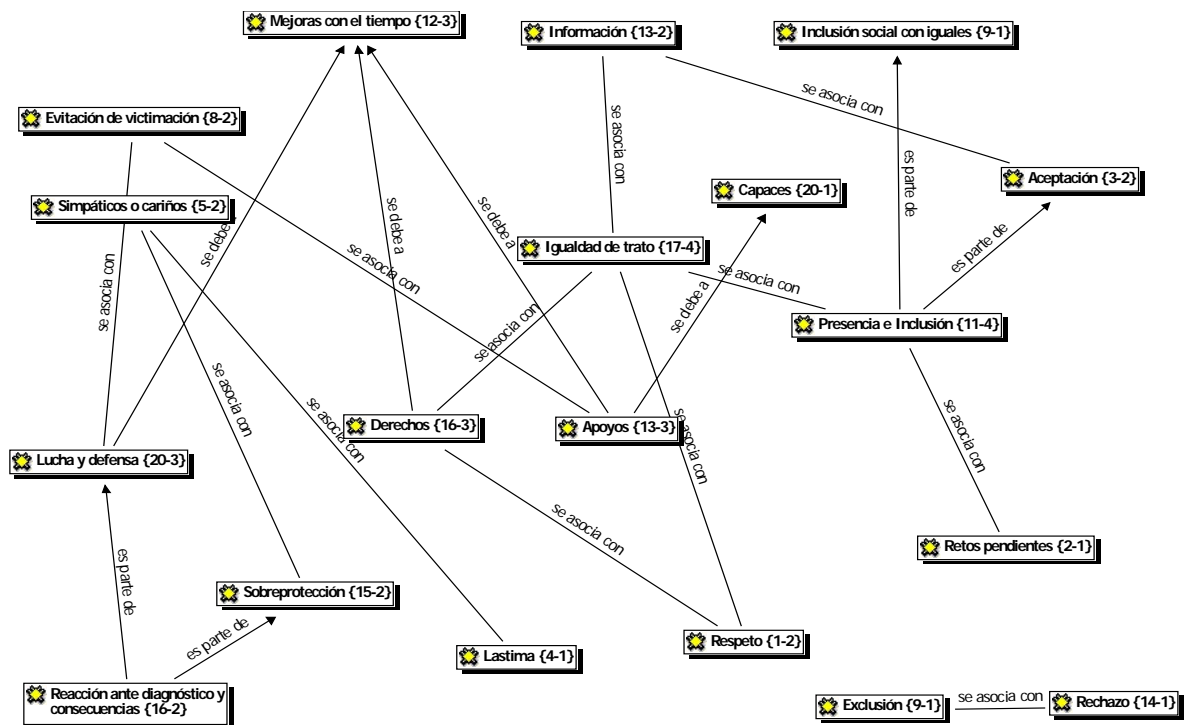 Mejoras con el tiempo {12-3}
Información {13-2}
Inclusión social con iguales {9-1}
se asocia con
Evitación de victimación {8-2}
se asocia con
es parte de
Aceptación {3-2}
Capaces {20-1}
Simpáticos o cariños {5-2}
se debe
se debe a
se debe a
es parte de
Igualdad de trato {17-4}
se asocia con
se asocia con
se asocia con
se debe a
Presencia e Inclusión {11-4}
se asocia con
se asocia con
se asocia con
se asocia con
Derechos {16-3}
Apoyos {13-3}
se asocia con
se asocia con
Lucha y defensa {20-3}
se asocia con
Retos pendientes {2-1}
es parte de
Sobreprotección {15-2}
es parte de
Respeto {1-2}
Lastima {4-1}
Reacción ante diagnóstico y
consecuencias {16-2}
Exclusión {9-1}
se asocia con
Rechazo {14-1}